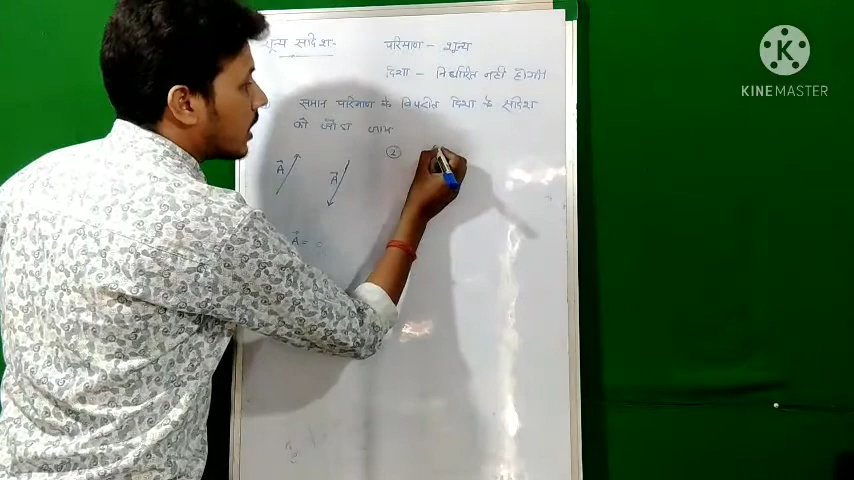 शून्य सदिश- परिमाण - शून्य
दिशा - निर्धारित नहीं होगी।
समान परिमाण के विपरीत दिशा के सदिश
को जोड़ा जाय
②
A⃗ A⃗
A⃗ =
KINEMASTER